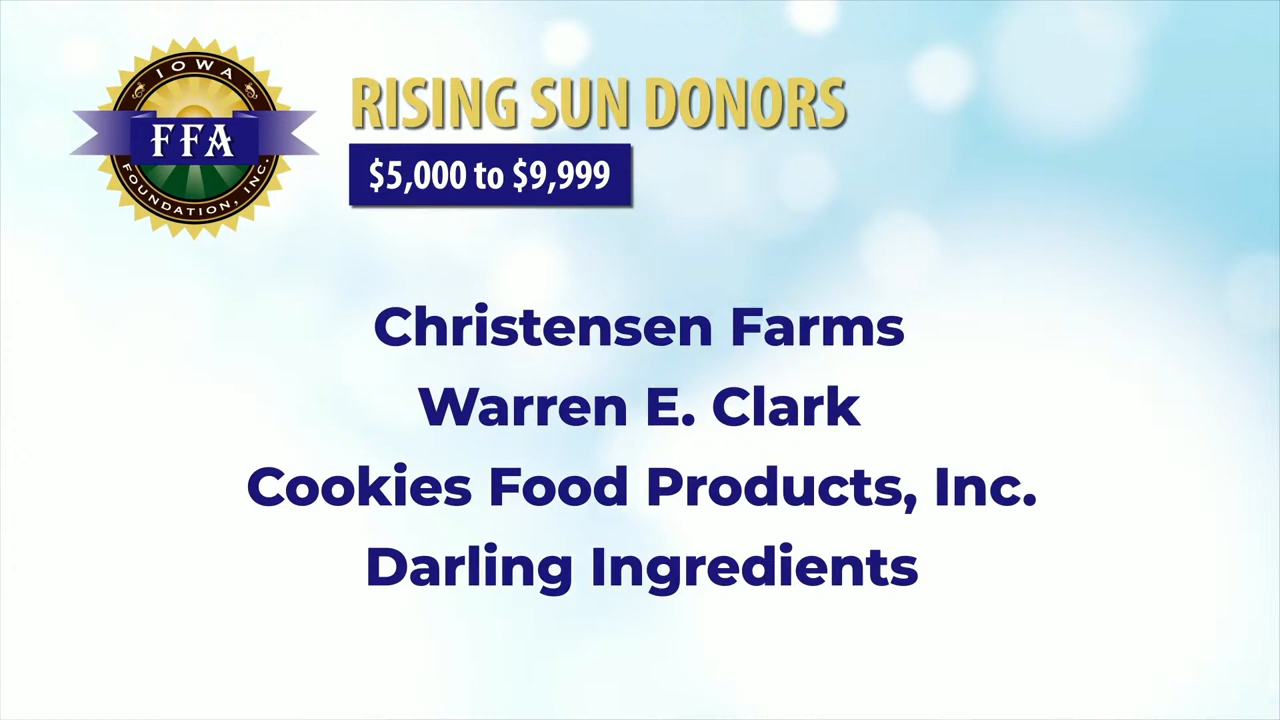 IOWA
FFA
FOUNDATION, INC.
RISING SUN DONORS
$5,000 to $9,999
Christensen Farms
Warren E. Clark
Cookies Food Products, Inc.
Darling Ingredients